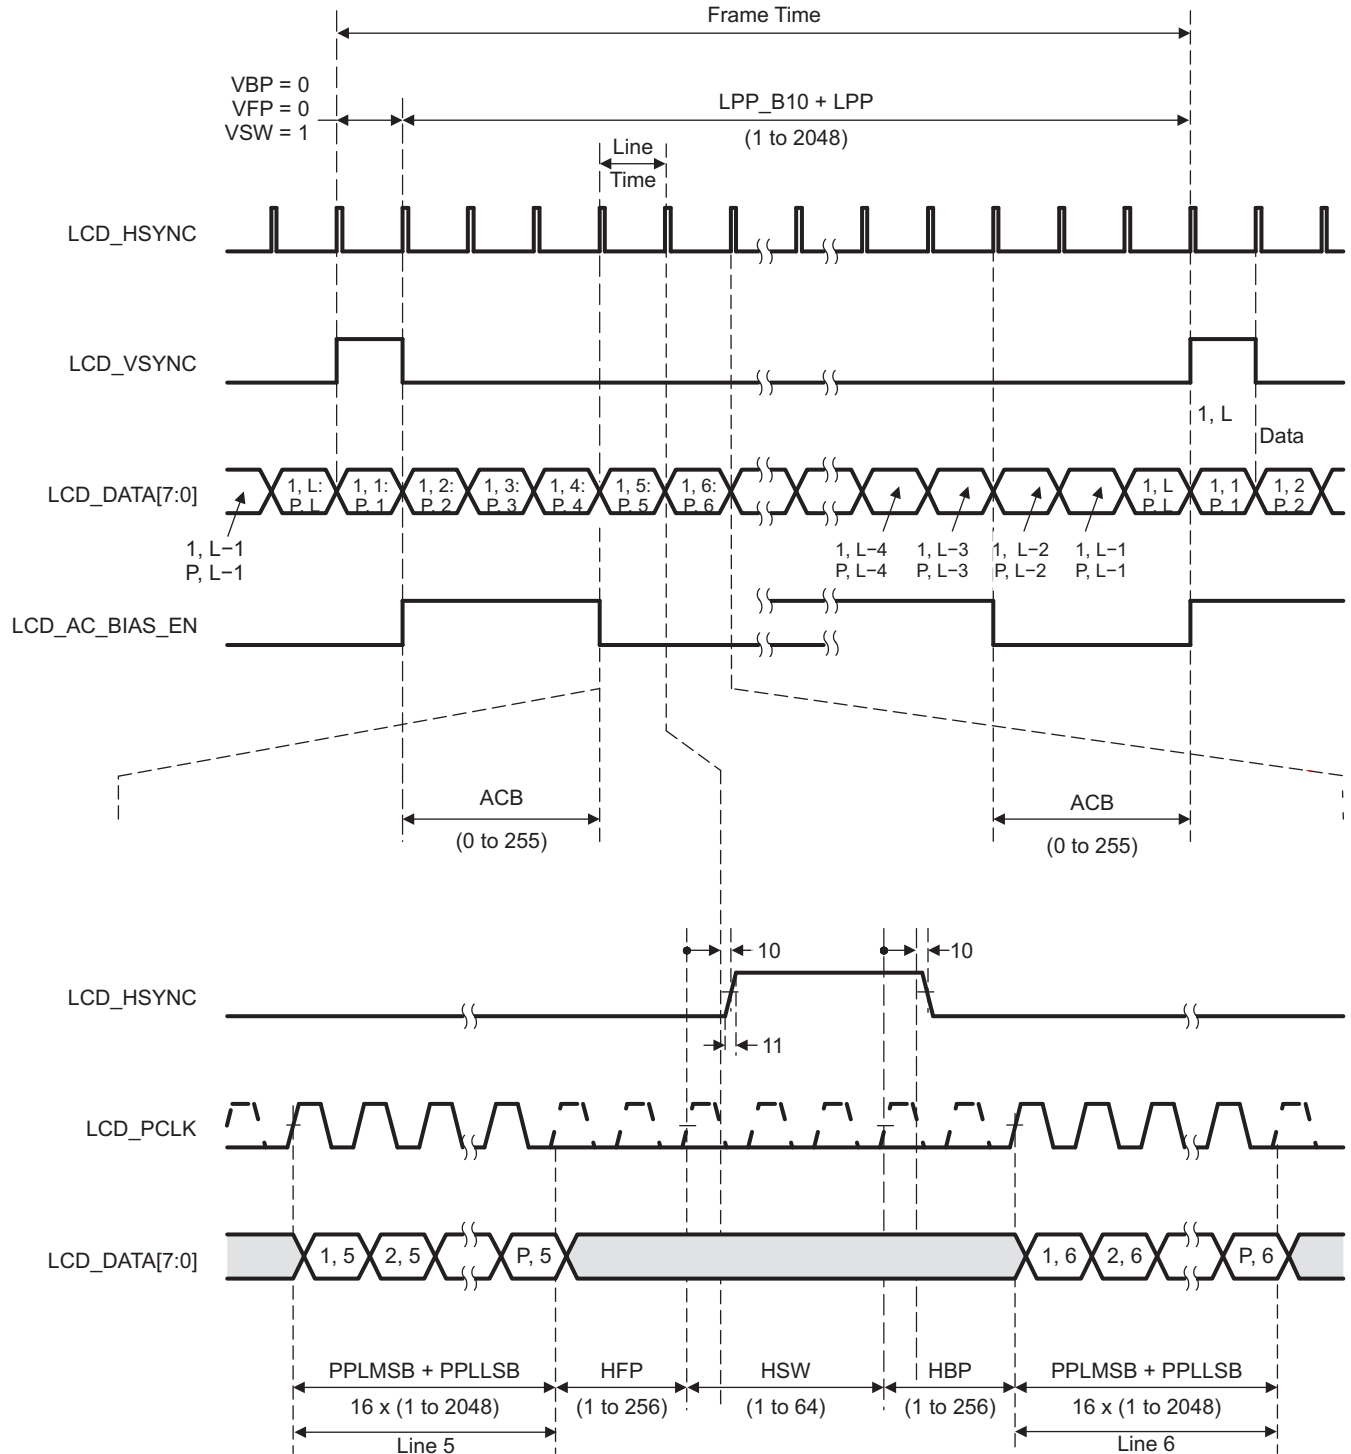 Frame Time
VBP = 0
VFP = 0
VSW = 1
LPP_B10 + LPP
(1 to 2048)
Line
Time
LCD_HSYNC
LCD_VSYNC
1, L
Data
LCD_DATA[7:0]
1, L: 1, 1: 1, 2: 1, 3: 1, 4: 1, 5: 1, 6: 1, L 1, 1 1, 2
P, L P, 1 P, 2 P, 3 P, 4 P, 5 P, 6 P, L P, 1 P, 2
1, L−1 1, L−4 1, L−3 1, L−2 1, L−1
P, L−1 P, L−4 P, L−3 P, L−2 P, L−1
LCD_AC_BIAS_EN
ACB ACB
(0 to 255) (0 to 255)
10 10
LCD_HSYNC
11
LCD_PCLK
LCD_DATA[7:0] 1, 5 2, 5 P, 5 1, 6 2, 6 P, 6
PPLMSB + PPLLSB HFP HSW HBP PPLMSB + PPLLSB
16 x (1 to 2048) (1 to 256) (1 to 64) (1 to 256) 16 x (1 to 2048)
Line 5 Line 6